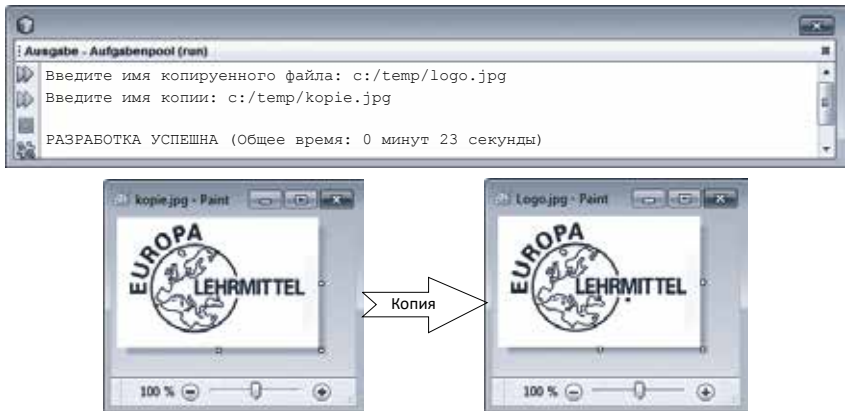 Ausgabe - Aufgabenpool (run)
Введите имя копируенного файла: c:/temp/logo.jpg
Введите имя копии: c:/temp/kopie.jpg
РАЗРАБОТКА УСПЕШНА (Общее время: 0 минут 23 секунды)
kopie.jpg - Paint
EUROPA
LEHRMITTEL
100 %
Копия
Logo.jpg - Paint
EUROPA
LEHRMITTEL
100 %